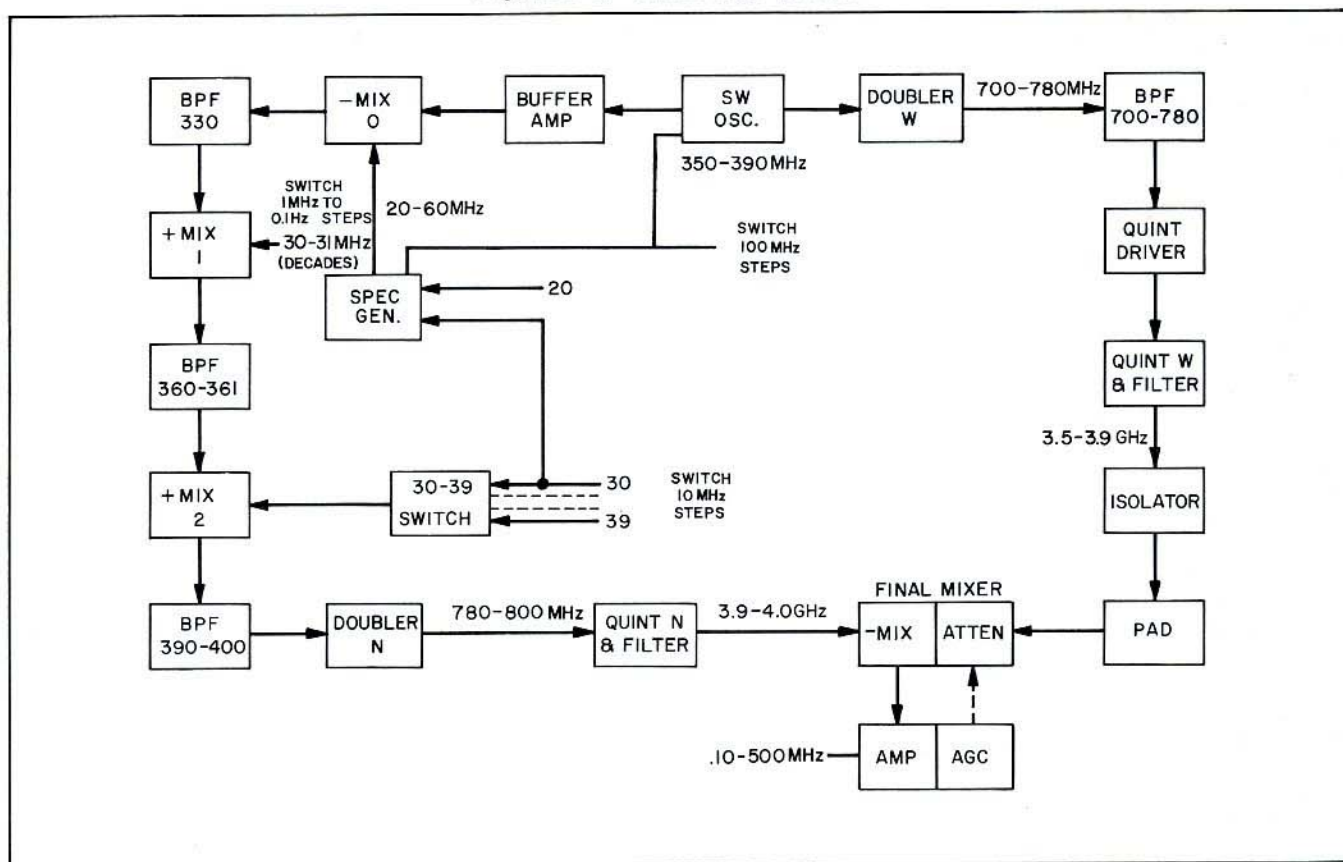 BPF
330
–MIX
0
BUFFER
AMP
SW
OSC.
DOUBLER
W
700–780MHz
BPF
700–780
350–390MHz
SWITCH
1MHz TO
0.1Hz STEPS
20–60MHz
+MIX
1
30–31MHz
(DECADES)
SWITCH
100 MHz
STEPS
QUINT
DRIVER
SPEC
GEN.
20
BPF
360–361
QUINT W
& FILTER
3.5–3.9 GHz
+MIX
2
30–39
SWITCH
30
39
SWITCH
10 MHz
STEPS
ISOLATOR
BPF
390–400
DOUBLER
N
780–800 MHz
QUINT N
& FILTER
3.9–4.0GHz
FINAL MIXER
–MIX
ATTEN
PAD
.10–500MHz
AMP
AGC